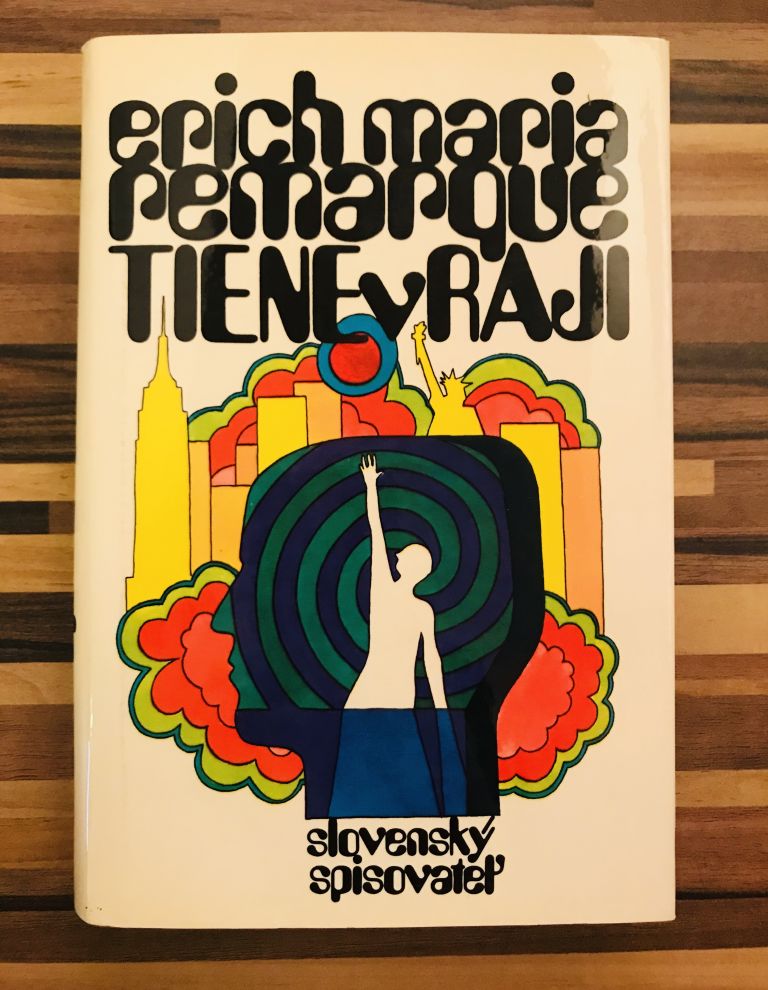 erich maria
remarque
TIENE v RAJI
slovenský
spisovateľ